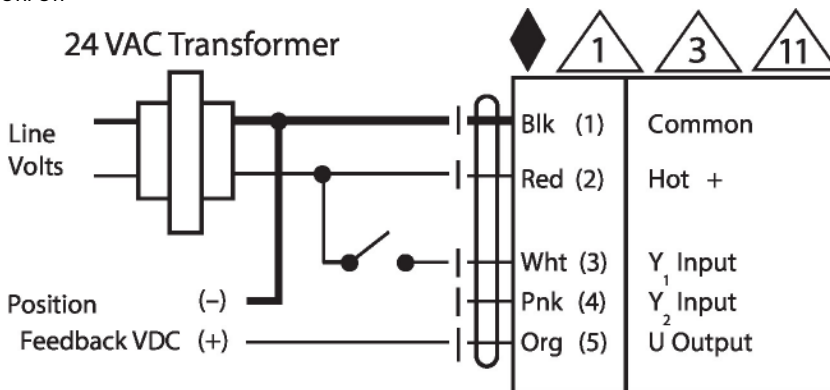 24 VAC Transformer
1 3 11
Line
Volts
Blk (1) Common
Red (2) Hot +
Wht (3) Y1 Input
Pnk (4) Y2 Input
Org (5) U Output
Position (–)
Feedback VDC (+)